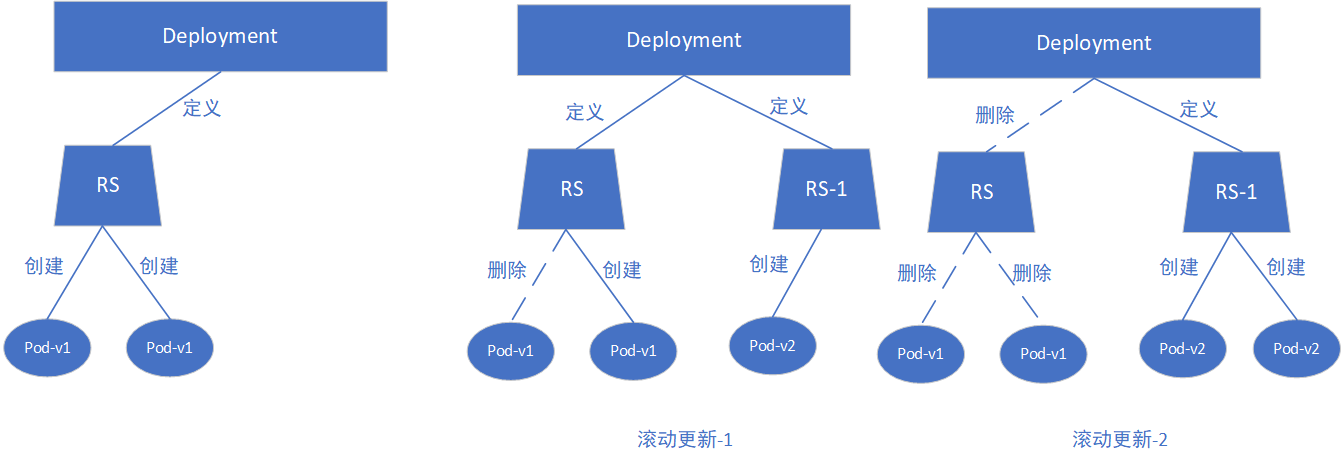 Deployment
定义
RS
创建
创建
Pod-v1
Pod-v1
Deployment
定义
定义
RS
RS-1
删除
创建
创建
Pod-v1
Pod-v1
Pod-v2
滚动更新-1
Deployment
删除
定义
RS
RS-1
删除
删除
创建
创建
Pod-v1
Pod-v1
Pod-v2
Pod-v2
滚动更新-2